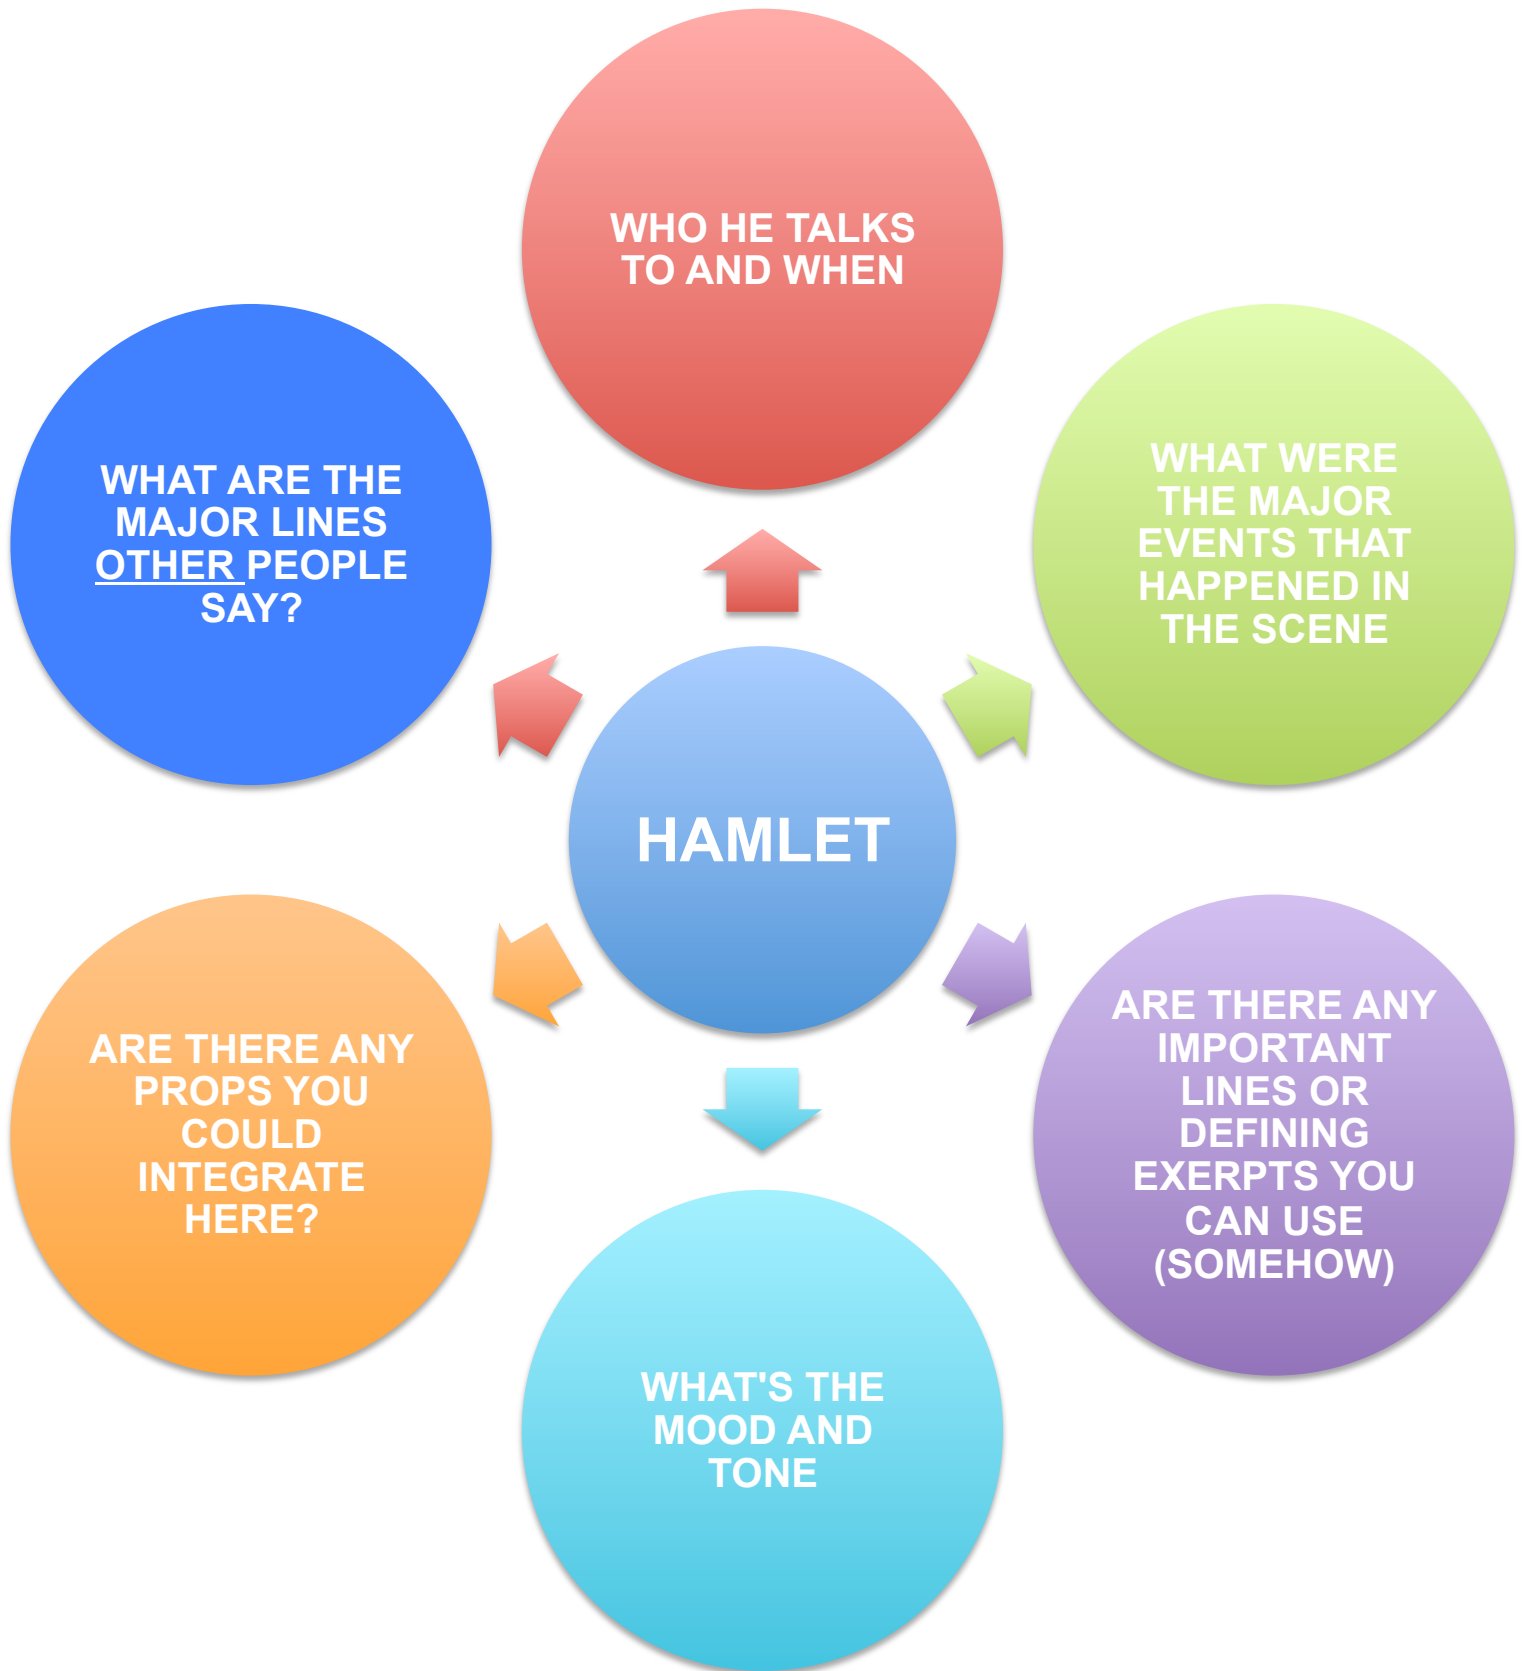 WHO HE TALKS
TO AND WHEN
WHAT WERE
THE MAJOR
EVENTS THAT
HAPPENED IN
THE SCENE
ARE THERE ANY
IMPORTANT
LINES OR
DEFINING
EXERPTS YOU
CAN USE
(SOMEHOW)
WHAT'S THE
MOOD AND
TONE
ARE THERE ANY
PROPS YOU
COULD
INTEGRATE
HERE?
WHAT ARE THE
MAJOR LINES
OTHER PEOPLE
SAY?
HAMLET